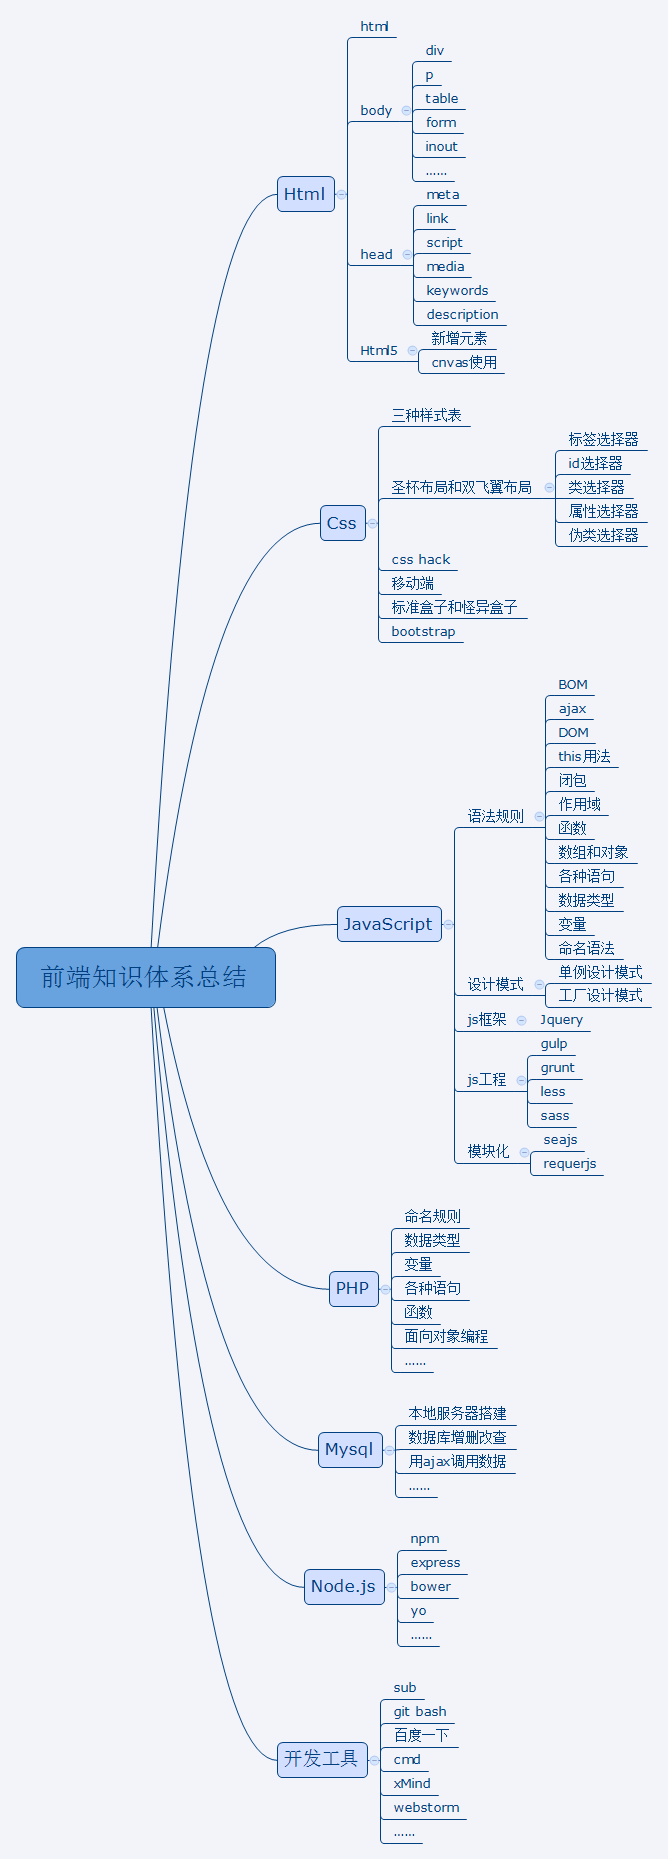 前端知识体系总结
Html
html
body
div
p
table
form
inout
......
head
meta
link
script
media
keywords
description
Html5
新增元素
cnvas使用
Css
三种样式表
圣杯布局和双飞翼布局
标签选择器
id选择器
类选择器
属性选择器
伪类选择器
css hack
移动端
标准盒子和怪异盒子
bootstrap
JavaScript
语法规则
BOM
ajax
DOM
this用法
闭包
作用域
函数
数组和对象
各种语句
数据类型
变量
命名语法
设计模式
单例设计模式
工厂设计模式
js框架
Jquery
js工程
gulp
grunt
less
sass
模块化
seajs
requerjs
PHP
命名规则
数据类型
变量
各种语句
函数
面向对象编程
......
Mysql
本地服务器搭建
数据库增删改查
用ajax调用数据
......
Node.js
npm
express
bower
yo
......
开发工具
sub
git bash
百度一下
cmd
xMind
webstorm
......